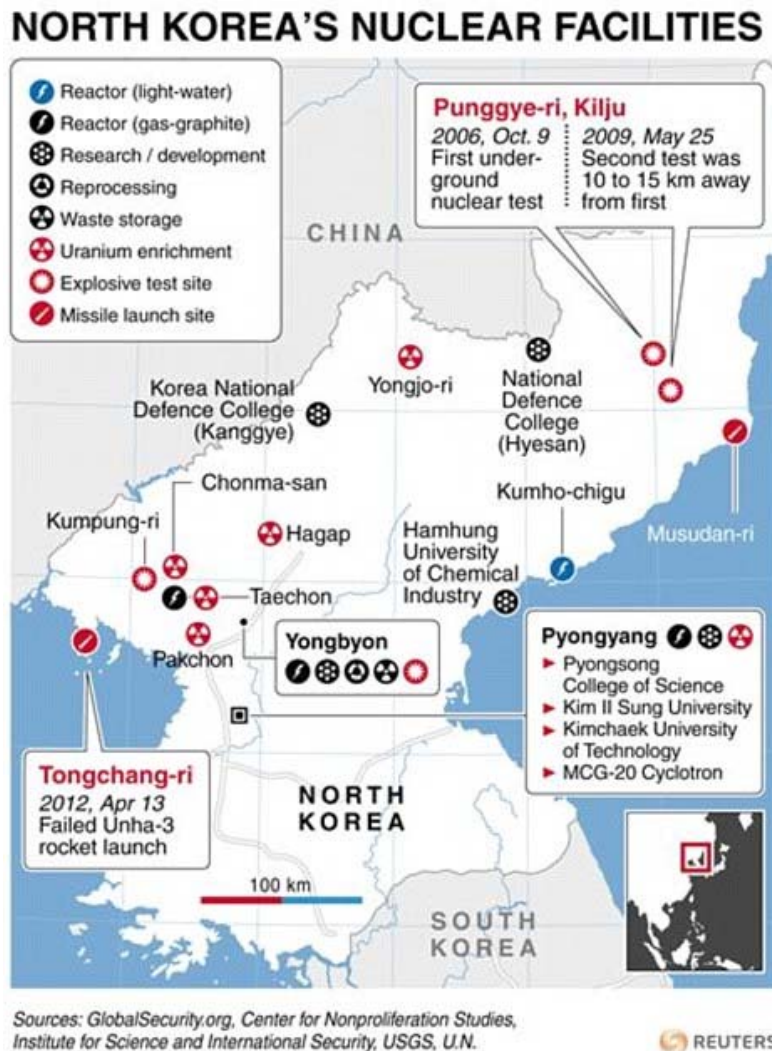 NORTH KOREA'S NUCLEAR FACILITIES
Reactor (light-water)
Reactor (gas-graphite)
Research / development
Reprocessing
Waste storage
Uranium enrichment
Explosive test site
Missile launch site
Punggye-ri, Kilju
2006, Oct. 9
First under-
ground
nuclear test
2009, May 25
Second test was
10 to 15 km away
from first
CHINA
Korea National
Defence College
(Kanggye)
Yongjo-ri
National
Defence
College
(Hyesan)
Chonma-san
Kumpung-ri
Hagap
Kumho-chigu
Musudan-ri
Hamhung
University
of Chemical
Industry
Taechon
Pakchon
Yongbyon
Pyongyang
Pyongsong
College of Science
Kim Il Sung University
Kimchaek University
of Technology
MCG-20 Cyclotron
Tongchang-ri
2012, Apr 13
Failed Unha-3
rocket launch
NORTH
KOREA
100 km
SOUTH
KOREA
Sources: GlobalSecurity.org, Center for Nonproliferation Studies,
Institute for Science and International Security, USGS, U.N.
REUTERS